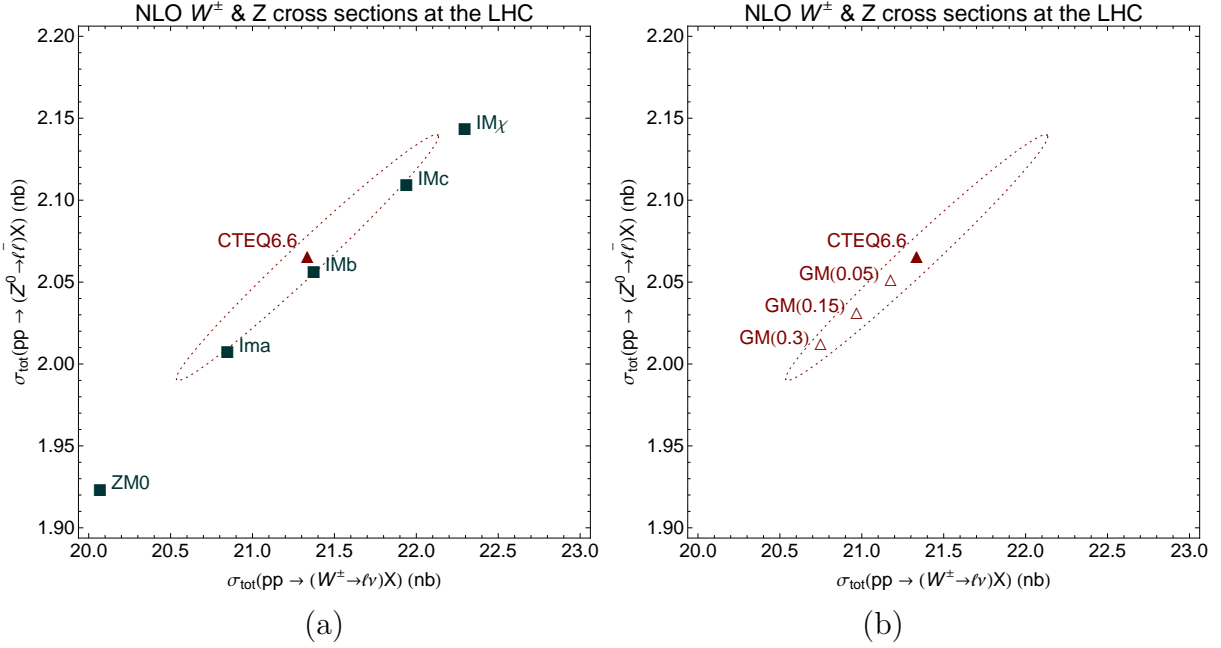 NLO W± & Z cross sections at the LHC
2.20
2.15
2.10
2.05
2.00
1.95
1.90
σtot(pp → (Z0→ℓℓ̄)X) (nb)
IMχ
IMc
CTEQ6.6
IMb
Ima
ZM0
20.0 20.5 21.0 21.5 22.0 22.5 23.0
σtot(pp → (W±→ℓν)X) (nb)
(a)
NLO W± & Z cross sections at the LHC
2.20
2.15
2.10
2.05
2.00
1.95
1.90
σtot(pp → (Z0→ℓℓ̄)X) (nb)
CTEQ6.6
GM(0.05)
GM(0.15)
GM(0.3)
20.0 20.5 21.0 21.5 22.0 22.5 23.0
σtot(pp → (W±→ℓν)X) (nb)
(b)